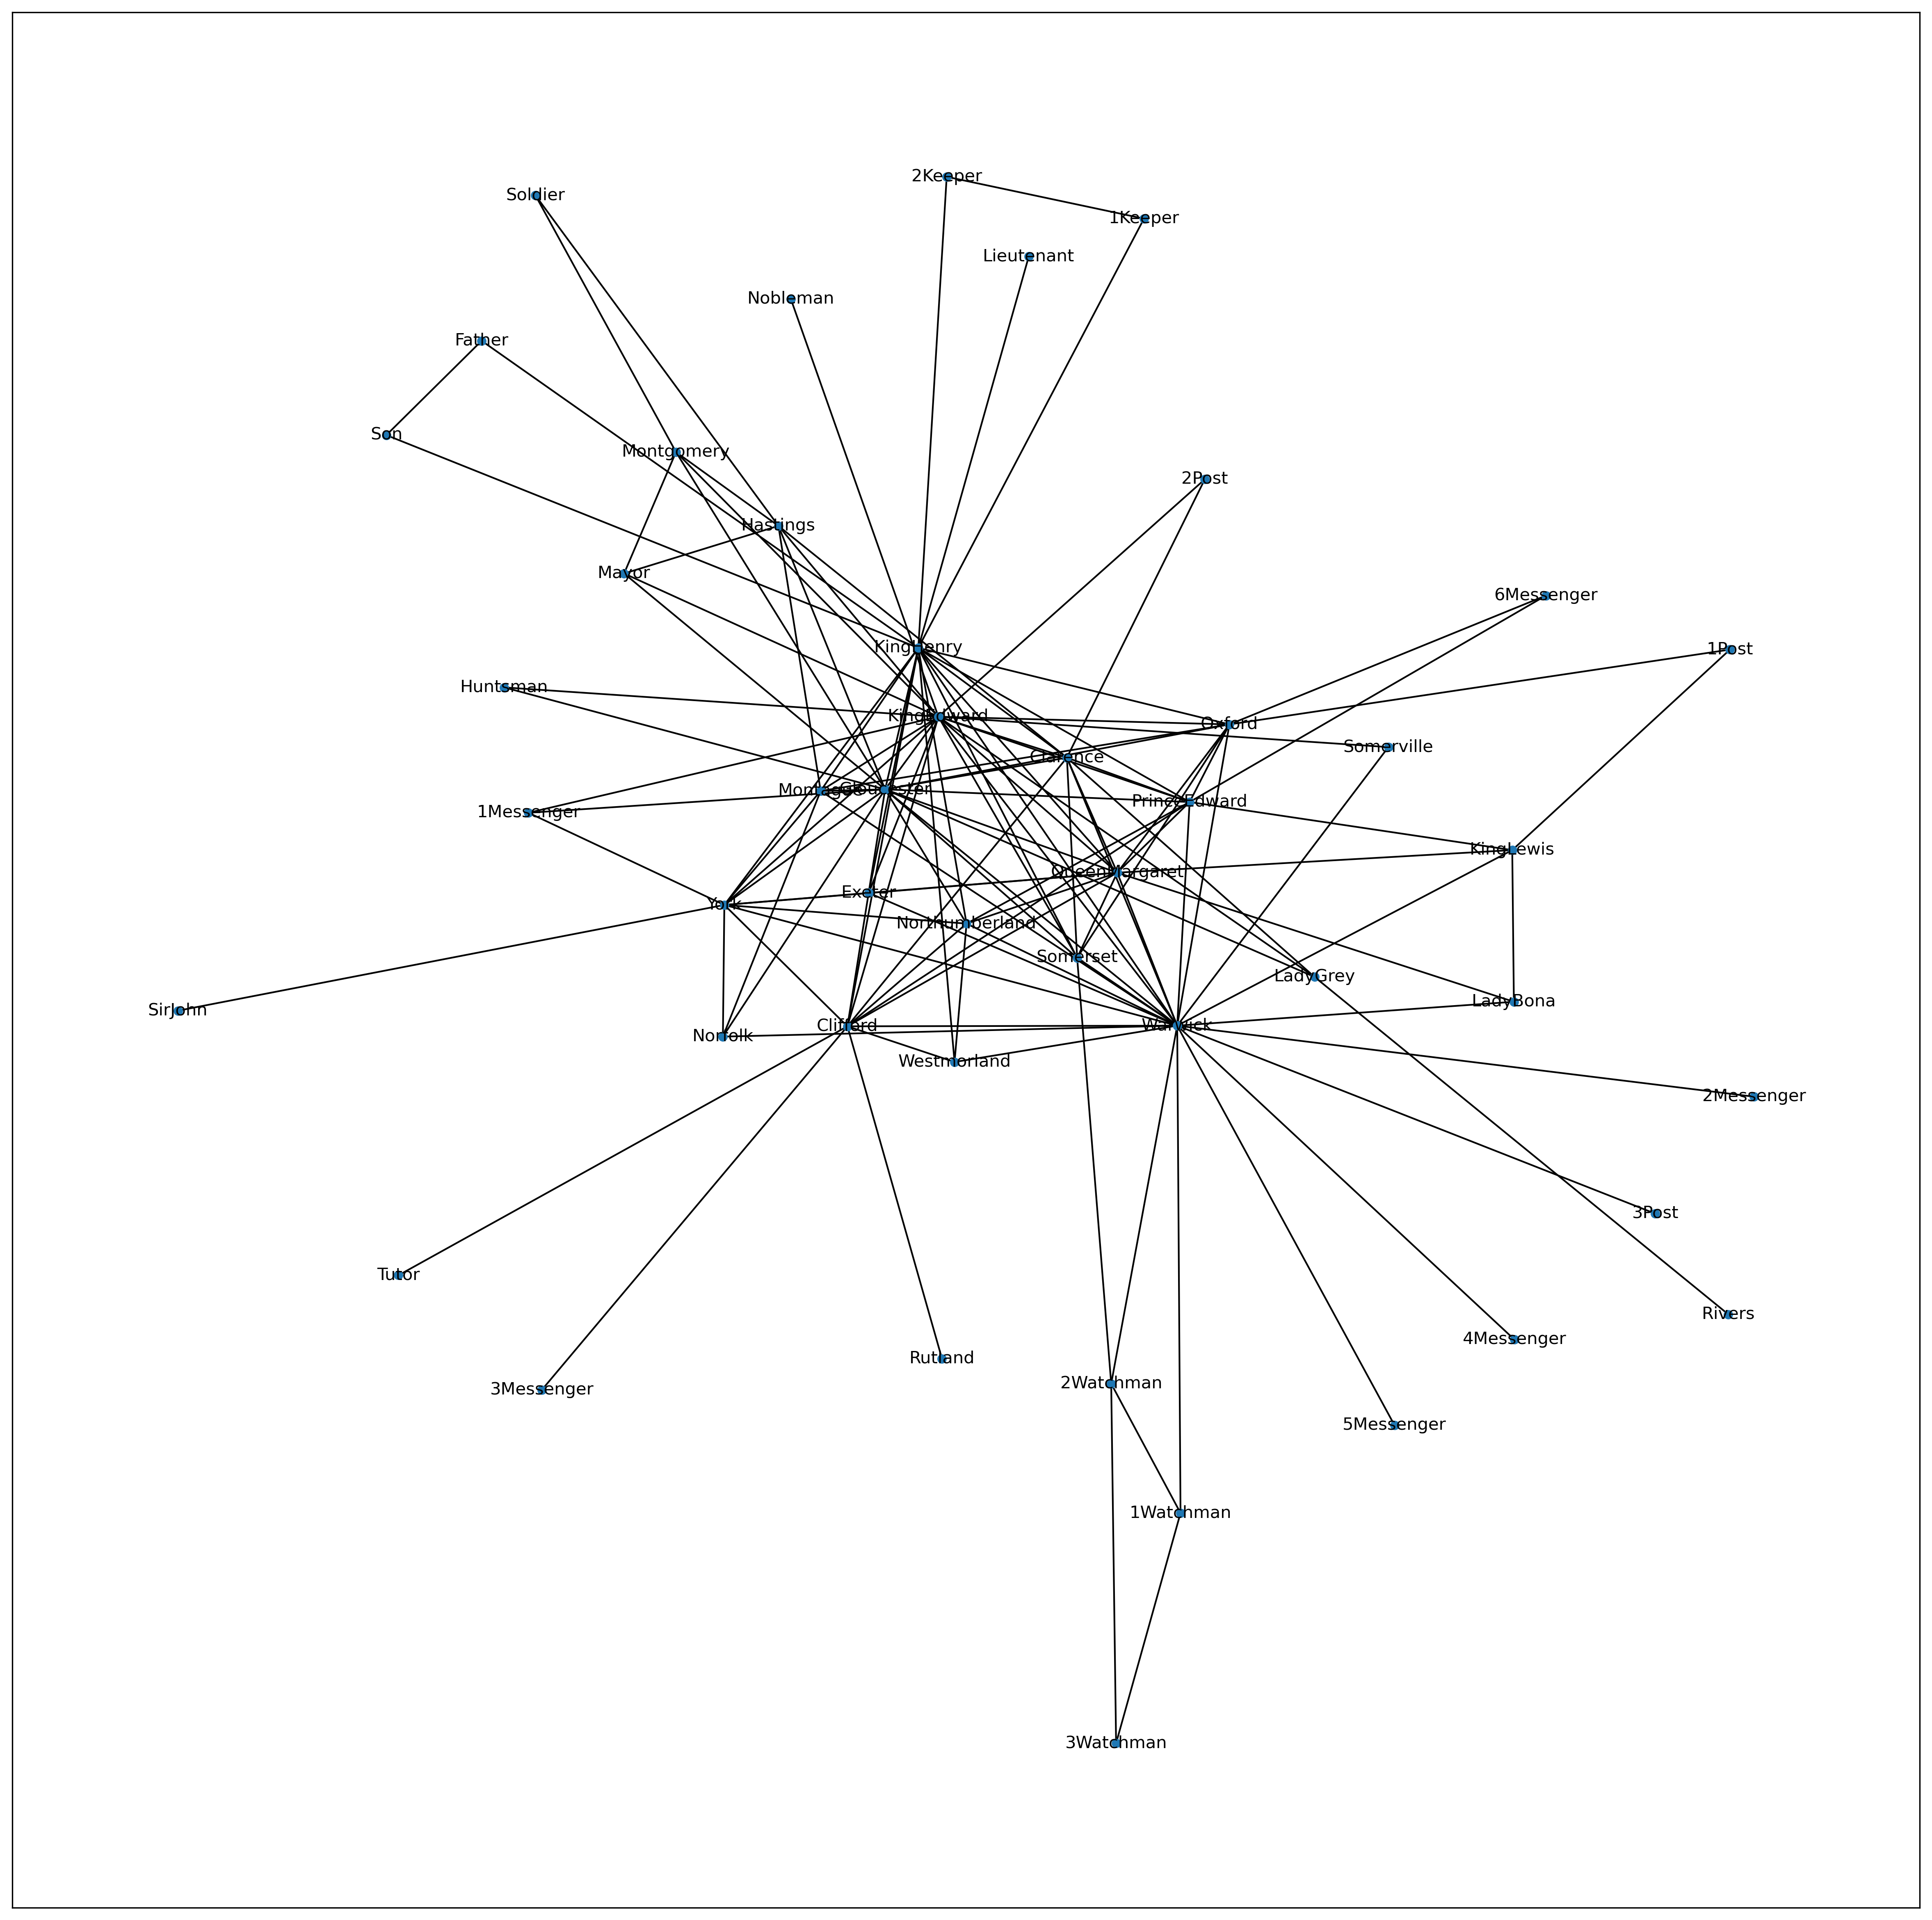 2Keeper
Soldier
1Keeper
Lieutenant
Nobleman
Father
Son
Montgomery
2Post
Hastings
Mayor
6Messenger
KingHenry
1Post
Huntsman
KingEdward
Oxford
Somerville
Clarence
Montague
Gloucester
PrinceEdward
1Messenger
KingLewis
QueenMargaret
Exeter
York
Northumberland
Somerset
LadyGrey
LadyBona
SirJohn
Clifford
Warwick
Norfolk
Westmorland
2Messenger
3Post
Tutor
Rivers
4Messenger
Rutland
2Watchman
3Messenger
5Messenger
1Watchman
3Watchman